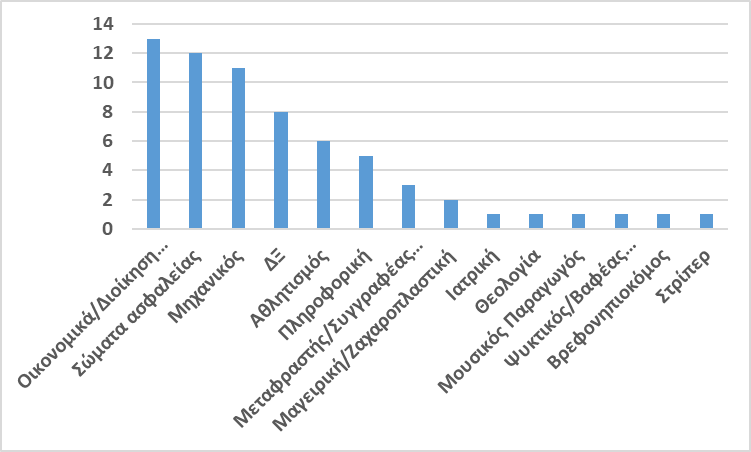 14
12
10
8
6
4
2
0
Οικονομικά/Διοίκηση...
Σώματα ασφαλείας
Μηχανικός
ΔΞ
Αθλητισμός
Πληροφορική
Μεταφραστής/Συγγραφέας...
Μαγειρική/Ζαχαροπλαστική
Ιατρική
Θεολογία
Μουσικός Παραγωγός
Ψυκτικός/Βαφέας...
Βρεφονηπιοκόμος
Στρίπερ